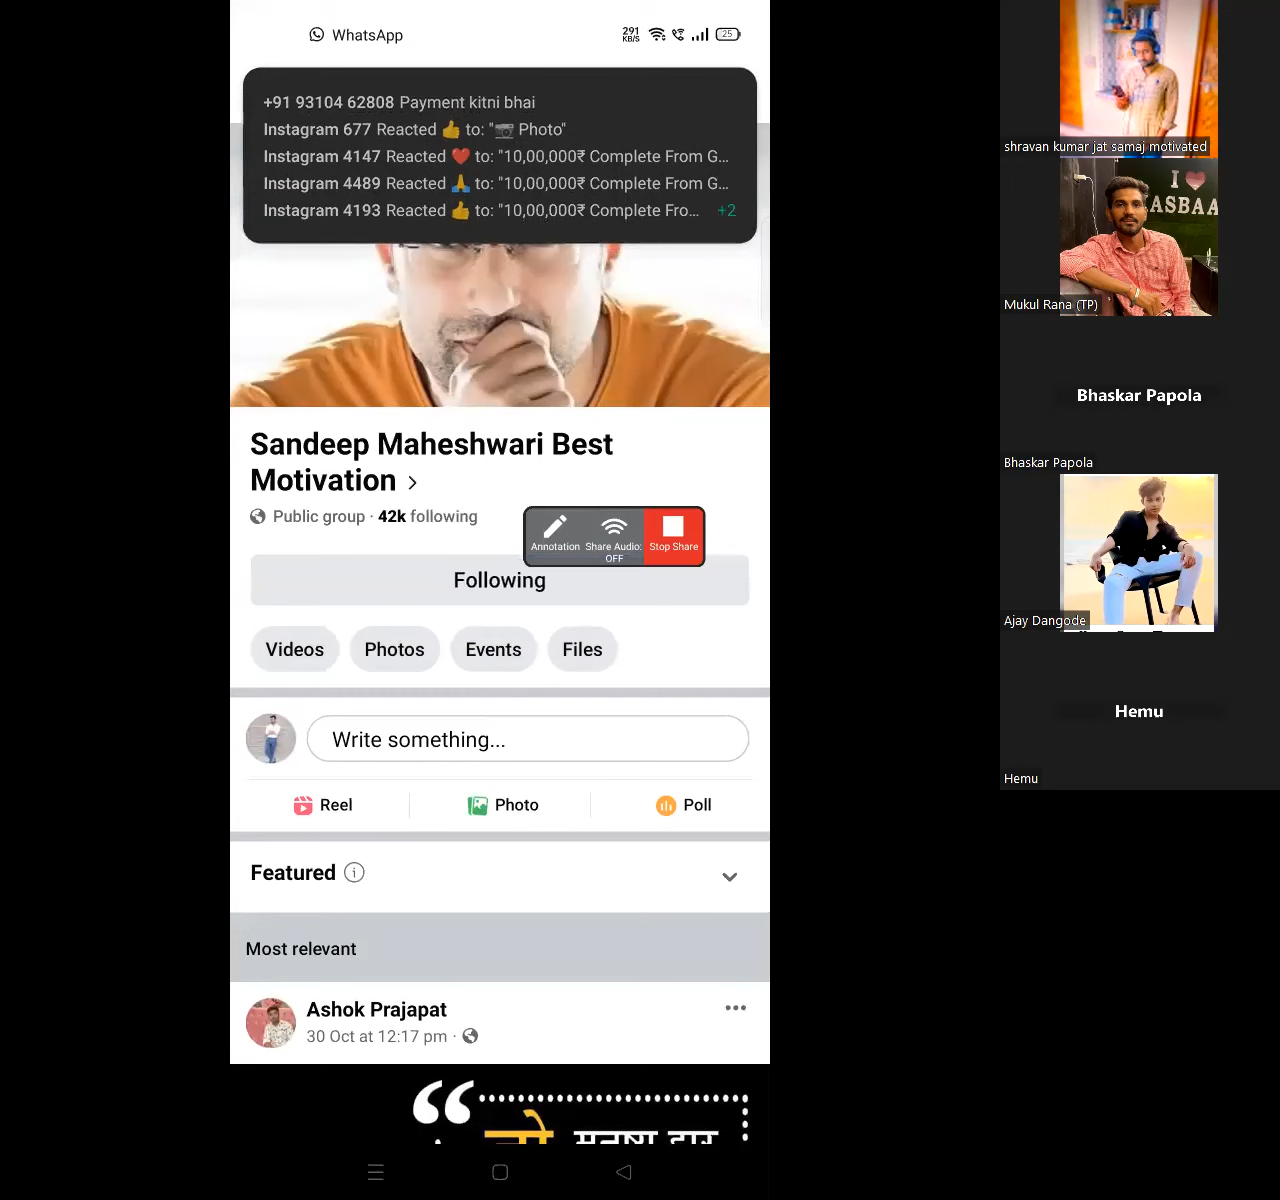 WhatsApp
291
KB/S
25
+91 93104 62808 Payment kitni bhai
Instagram 677 Reacted 👍 to: "📷 Photo"
Instagram 4147 Reacted ❤️ to: "10,00,000₹ Complete From G...
Instagram 4489 Reacted 🙏 to: "10,00,000₹ Complete From G...
Instagram 4193 Reacted 👍 to: "10,00,000₹ Complete Fro... +2
Sandeep Maheshwari Best
Motivation >
Public group · 42k following
Annotation
Share Audio:
OFF
Stop Share
Following
Videos Photos Events Files
Write something...
Reel Photo Poll
Featured
Most relevant
Ashok Prajapat
30 Oct at 12:17 pm ·
shravan kumar jat samaj motivated
I
ASBAA
Mukul Rana (TP)
Bhaskar Papola
Bhaskar Papola
Ajay Dangode
Hemu
Hemu